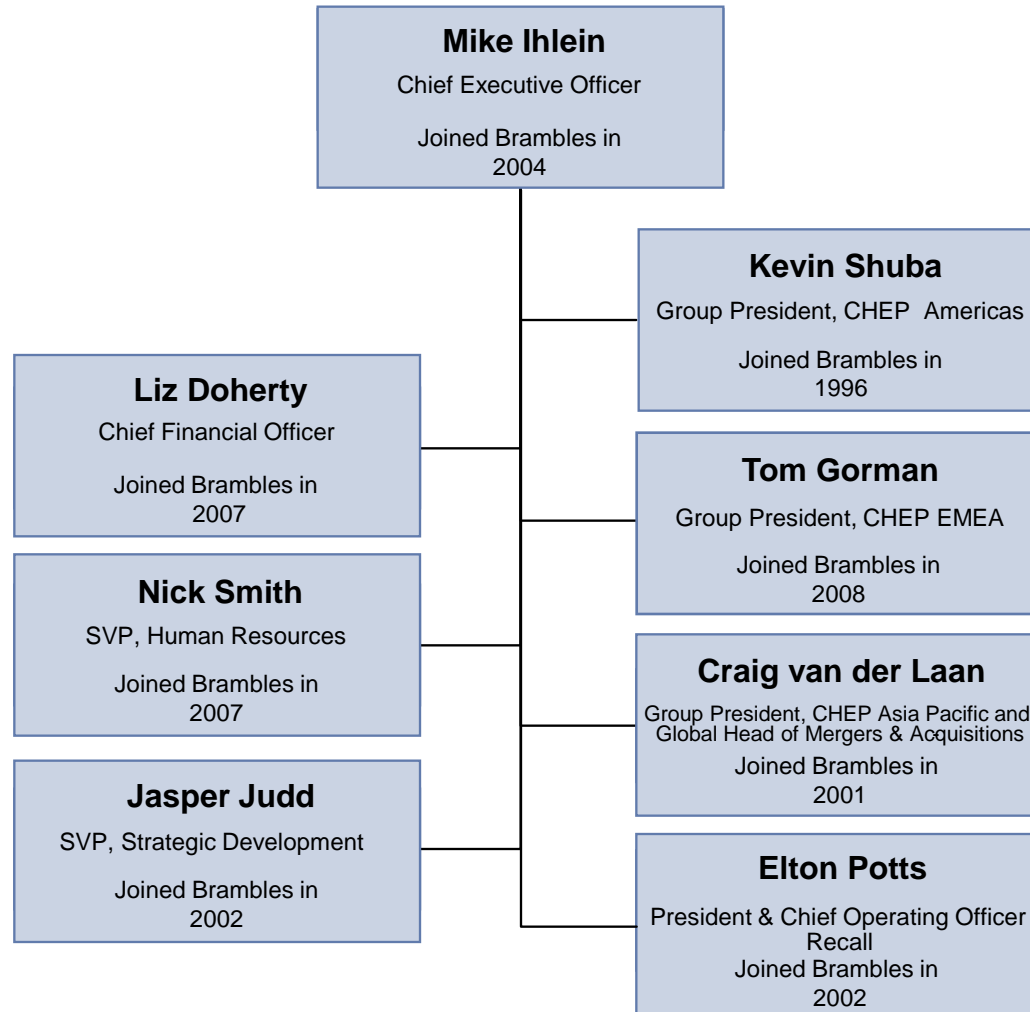 Mike Ihlein
Chief Executive Officer
Joined Brambles in
2004
Kevin Shuba
Group President, CHEP Americas
Joined Brambles in
1996
Liz Doherty
Chief Financial Officer
Joined Brambles in
2007
Tom Gorman
Group President, CHEP EMEA
Joined Brambles in
2008
Nick Smith
SVP, Human Resources
Joined Brambles in
2007
Craig van der Laan
Group President, CHEP Asia Pacific and
Global Head of Mergers & Acquisitions
Joined Brambles in
2001
Jasper Judd
SVP, Strategic Development
Joined Brambles in
2002
Elton Potts
President & Chief Operating Officer
Recall
Joined Brambles in
2002